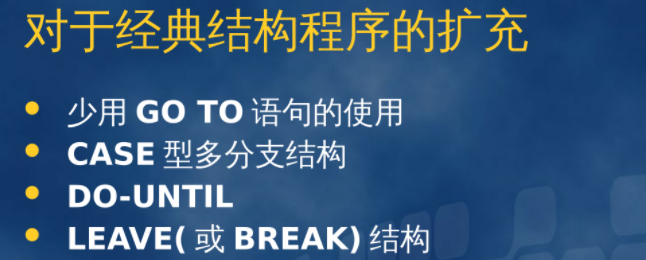 对于经典结构程序的扩充
少用 GO TO 语句的使用
CASE 型多分支结构
DO-UNTIL
LEAVE( 或 BREAK) 结构